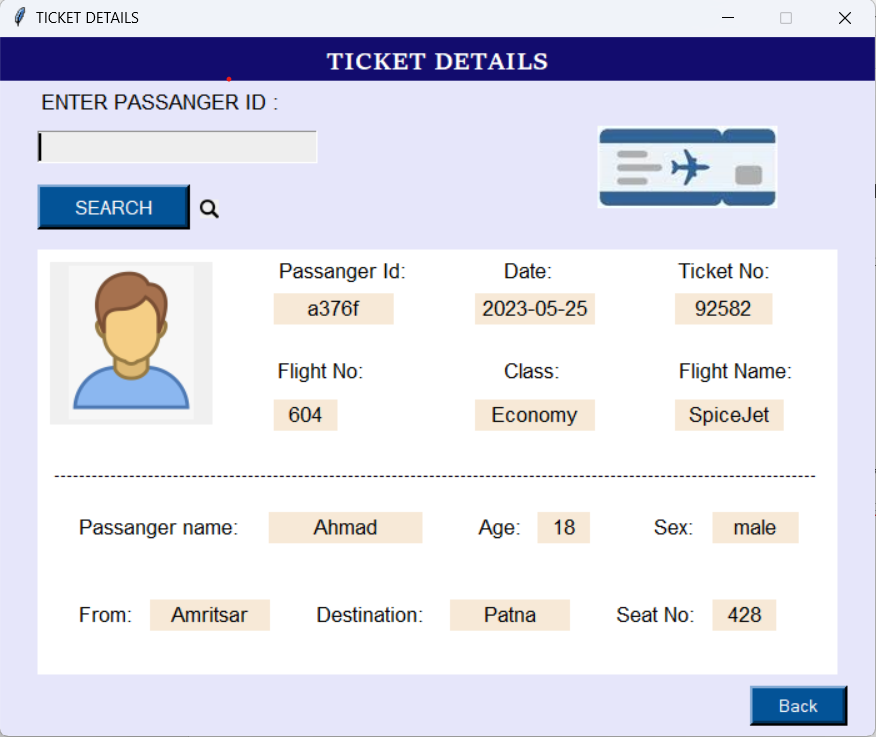 TICKET DETAILS
TICKET DETAILS
ENTER PASSANGER ID :
SEARCH
Passanger Id: Date: Ticket No:
a376f 2023-05-25 92582
Flight No: Class: Flight Name:
604 Economy SpiceJet
Passanger name: Ahmad Age: 18 Sex: male
From: Amritsar Destination: Patna Seat No: 428
Back